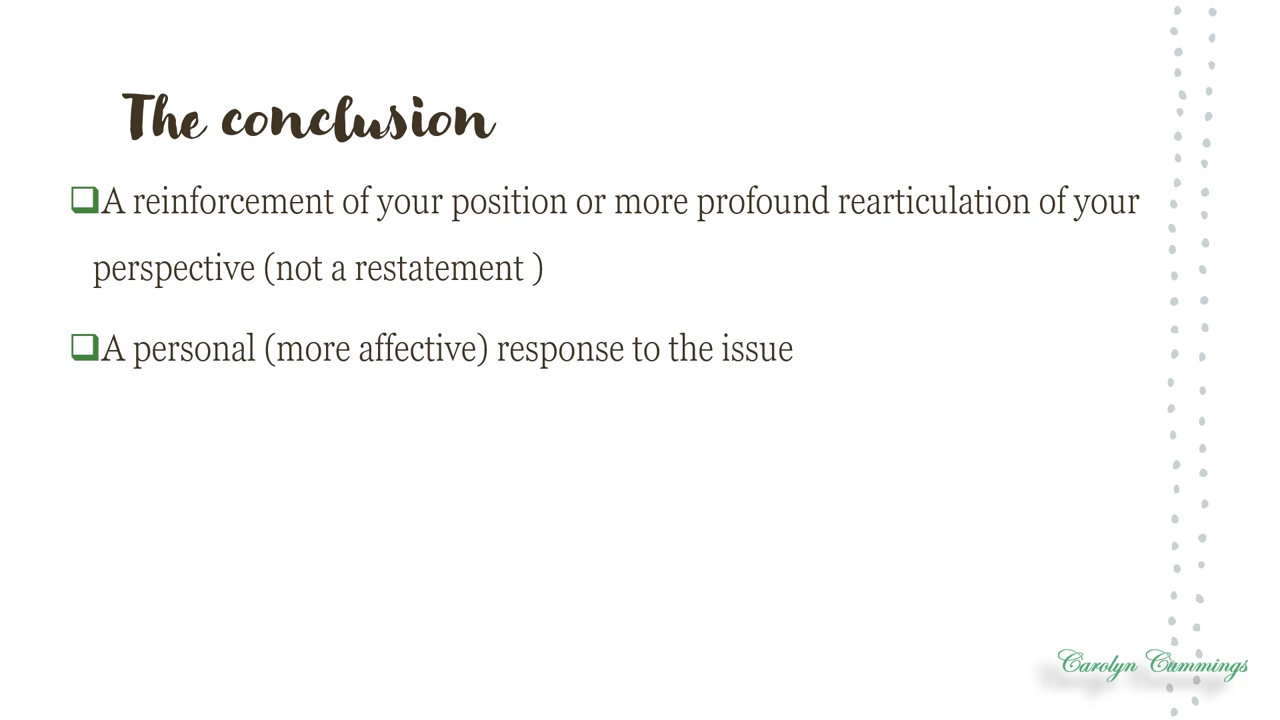 The conclusion
❑A reinforcement of your position or more profound rearticulation of your
perspective (not a restatement )
❑A personal (more affective) response to the issue
Carolyn Cummings